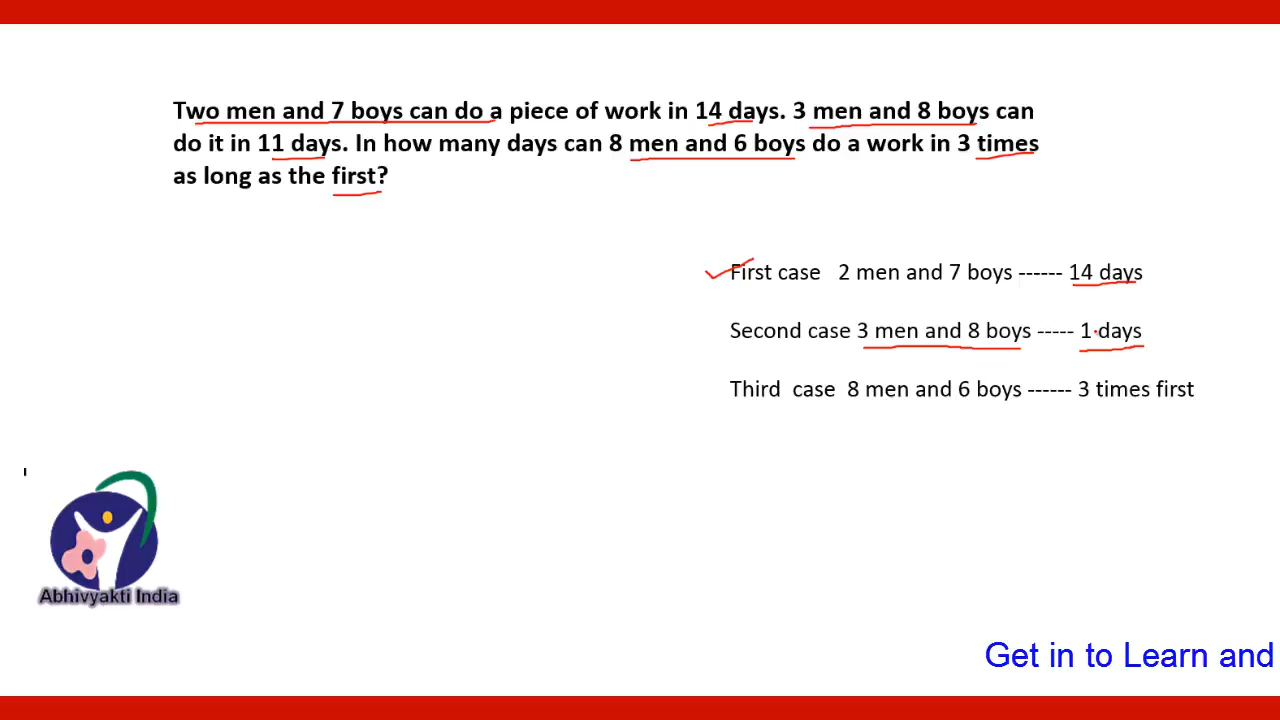 Two men and 7 boys can do a piece of work in 14 days. 3 men and 8 boys can
do it in 11 days. In how many days can 8 men and 6 boys do a work in 3 times
as long as the first?
First case 2 men and 7 boys ------ 14 days
Second case 3 men and 8 boys ----- 1 days
Third case 8 men and 6 boys ------ 3 times first
Abhivyakti India
Get in to Learn and